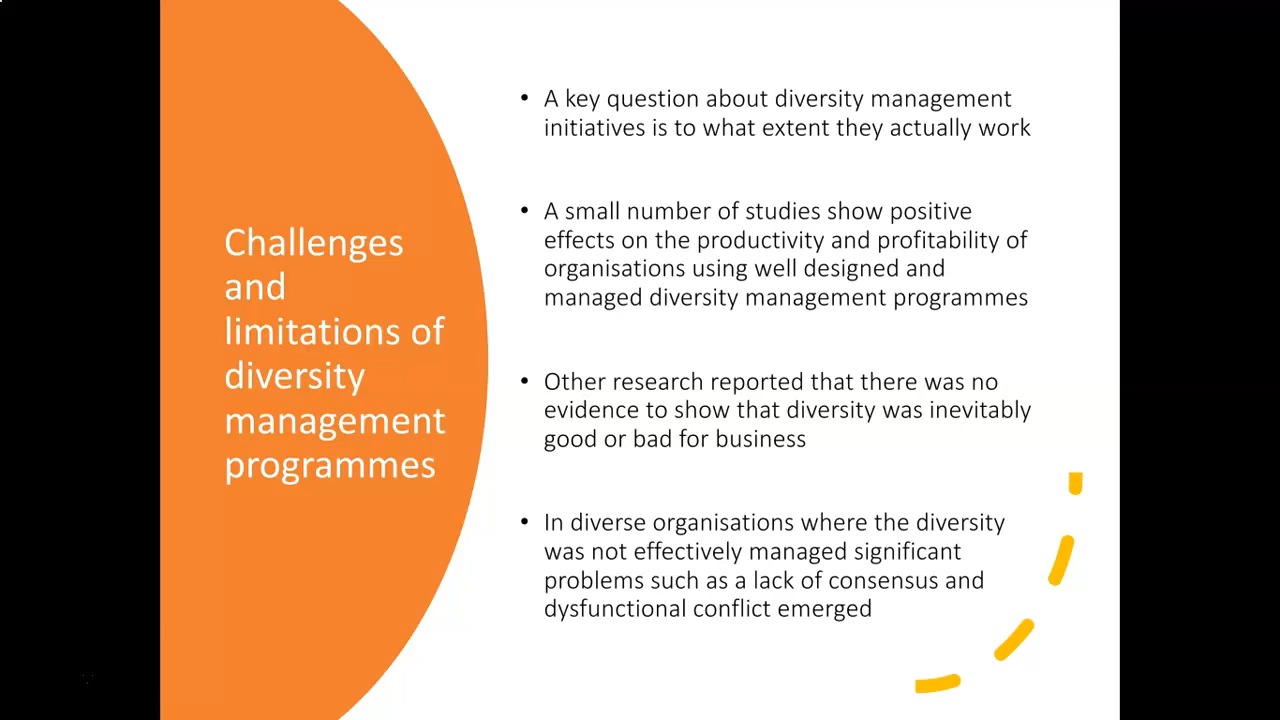 Challenges
and
limitations of
diversity
management
programmes
• A key question about diversity management
initiatives is to what extent they actually work
• A small number of studies show positive
effects on the productivity and profitability of
organisations using well designed and
managed diversity management programmes
• Other research reported that there was no
evidence to show that diversity was inevitably
good or bad for business
• In diverse organisations where the diversity
was not effectively managed significant
problems such as a lack of consensus and
dysfunctional conflict emerged